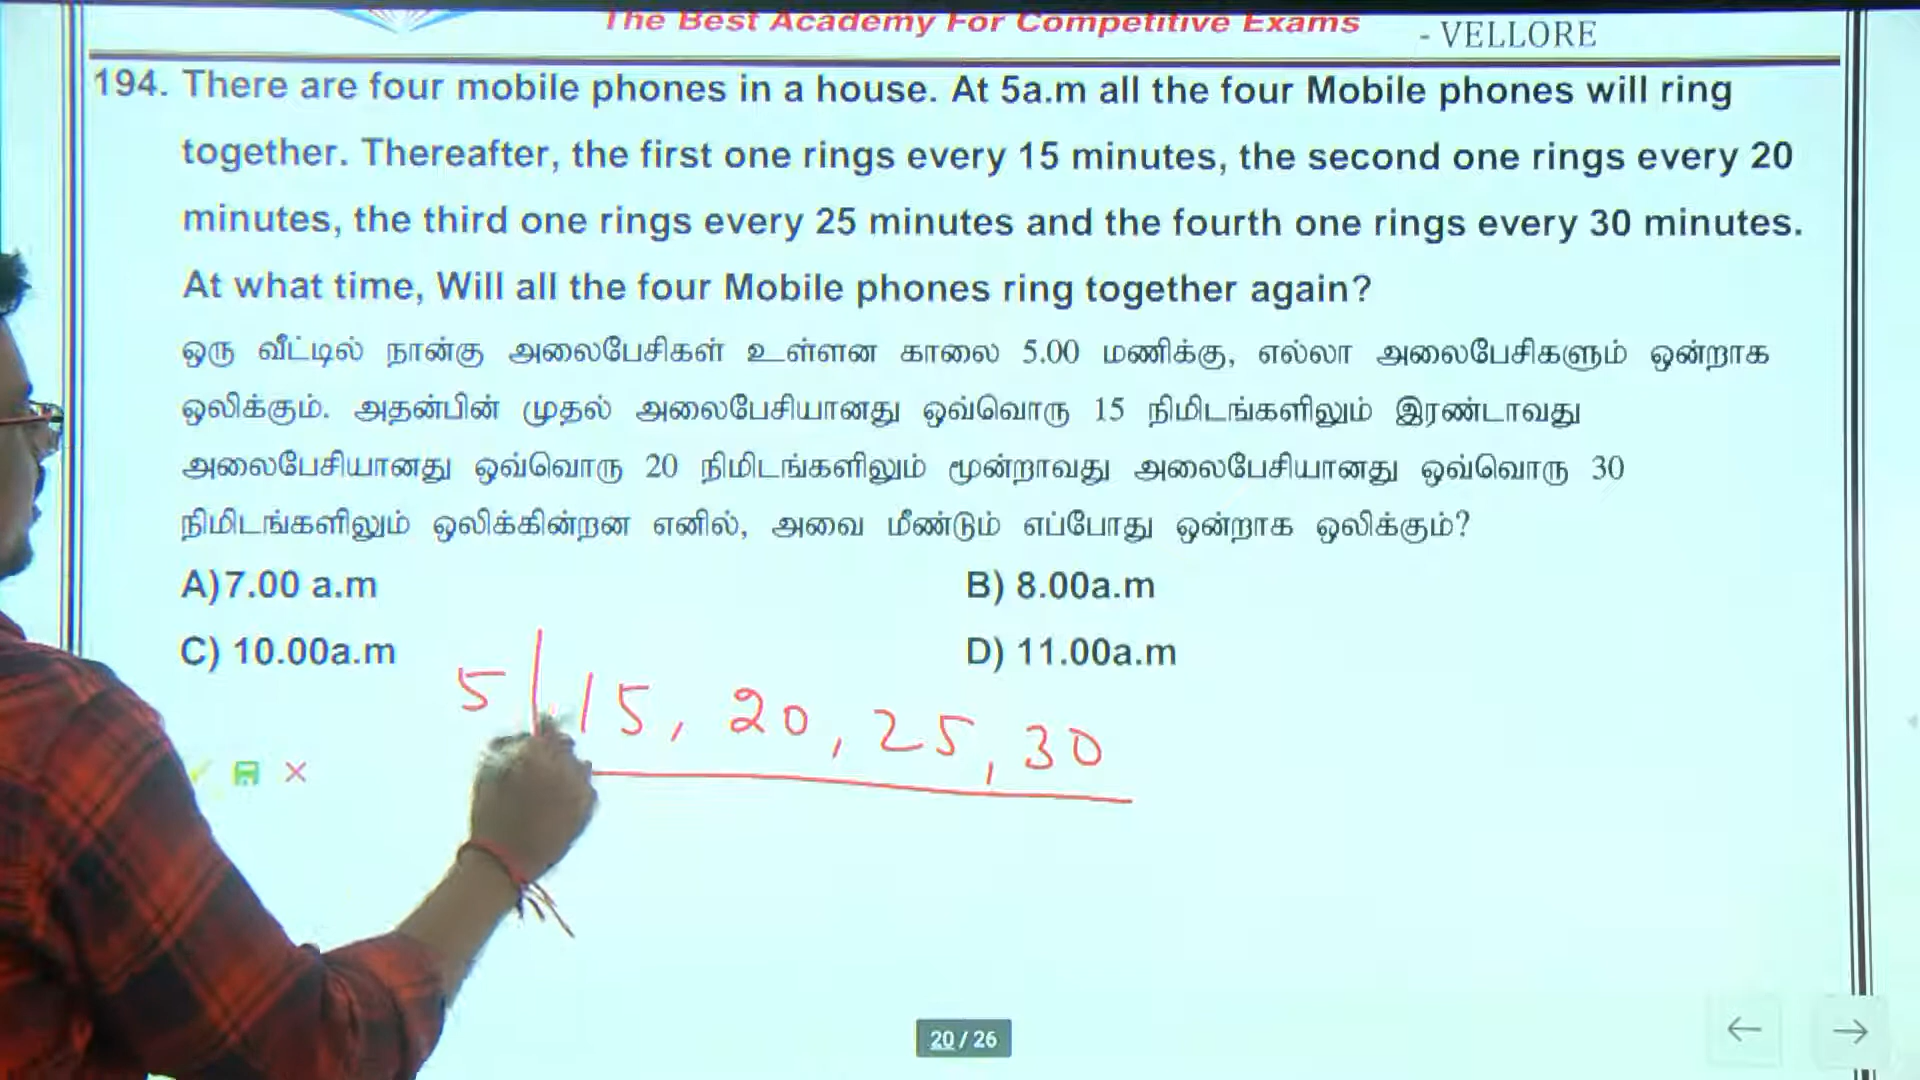 The Best Academy For Competitive Exams
- VELLORE
194. There are four mobile phones in a house. At 5a.m all the four Mobile phones will ring
together. Thereafter, the first one rings every 15 minutes, the second one rings every 20
minutes, the third one rings every 25 minutes and the fourth one rings every 30 minutes.
At what time, Will all the four Mobile phones ring together again?
ஒரு வீட்டில் நான்கு அலைபேசிகள் உள்ளன காலை 5.00 மணிக்கு, எல்லா அலைபேசிகளும் ஒன்றாக
ஒலிக்கும். அதன்பின் முதல் அலைபேசியானது ஒவ்வொரு 15 நிமிடங்களிலும் இரண்டாவது
அலைபேசியானது ஒவ்வொரு 20 நிமிடங்களிலும் மூன்றாவது அலைபேசியானது ஒவ்வொரு 30
நிமிடங்களிலும் ஒலிக்கின்றன எனில், அவை மீண்டும் எப்போது ஒன்றாக ஒலிக்கும்?
A)7.00 a.m B) 8.00a.m
C) 10.00a.m D) 11.00a.m
5 15, 20, 25, 30
20 / 26